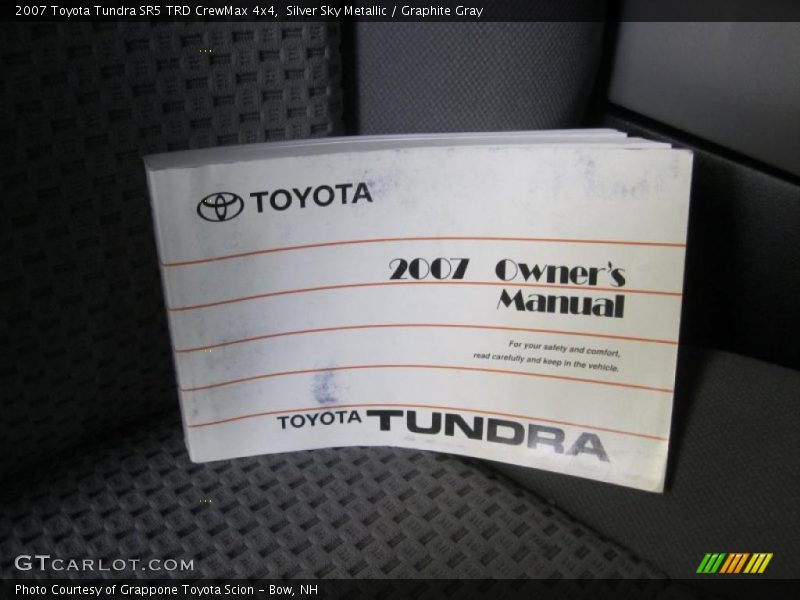 2007 Toyota Tundra SR5 TRD CrewMax 4x4,  Silver Sky Metallic / Graphite Gray
TOYOTA
2007 Owner's
Manual
For your safety and comfort,
read carefully and keep in the vehicle.
TOYOTA TUNDRA
GTCARLOT.COM
Photo Courtesy of Grappone Toyota Scion - Bow, NH